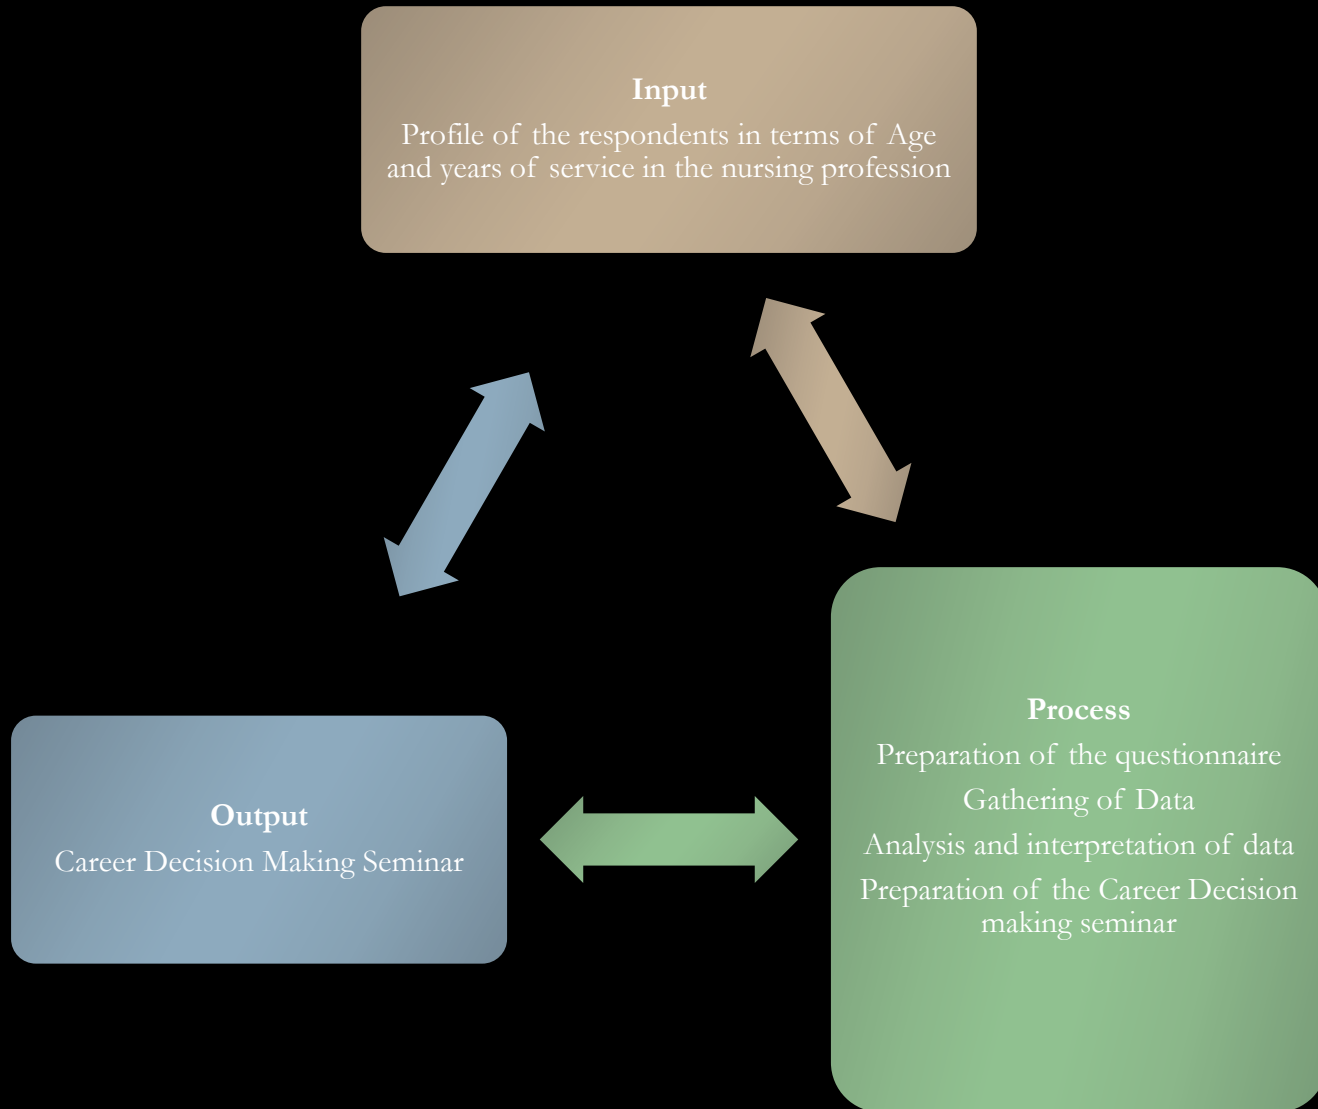 Input
Profile of the respondents in terms of Age
and years of service in the nursing profession
Process
Preparation of the questionnaire
Gathering of Data
Analysis and interpretation of data
Preparation of the Career Decision
making seminar
Output
Career Decision Making Seminar